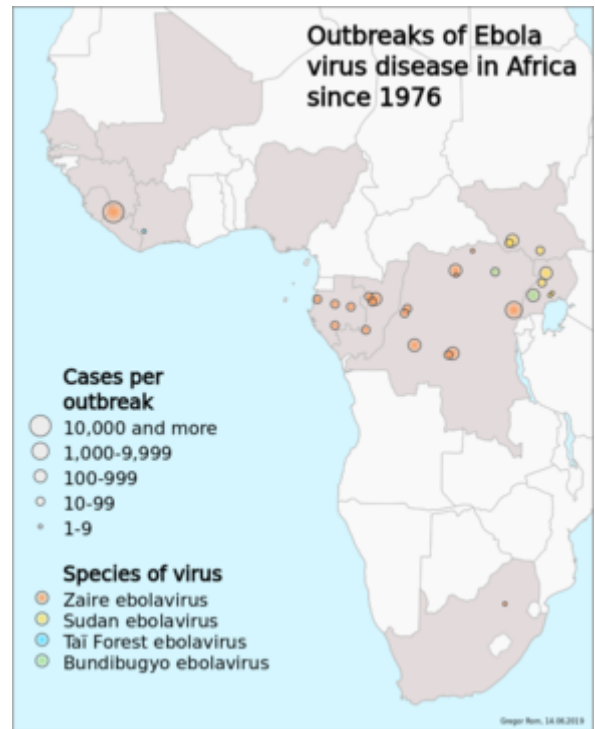 Outbreaks of Ebola
virus disease in Africa
since 1976
Cases per
outbreak
10,000 and more
1,000-9,999
100-999
10-99
1-9
Species of virus
Zaire ebolavirus
Sudan ebolavirus
Taï Forest ebolavirus
Bundibugyo ebolavirus
Gregor Rom, 14.06.2019